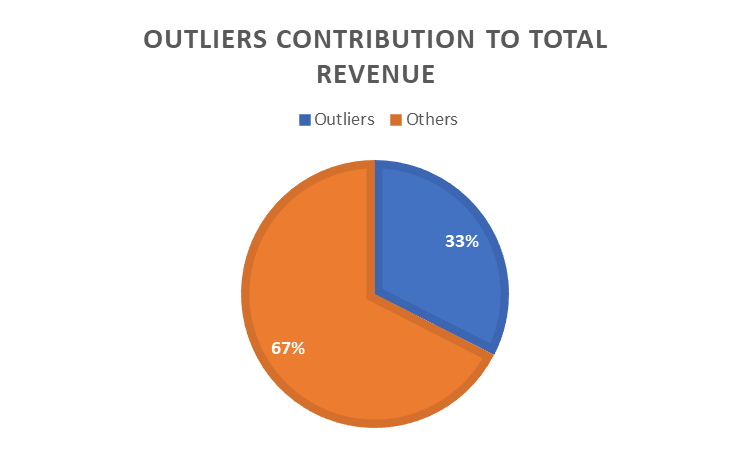 OUTLIERS CONTRIBUTION TO TOTAL
REVENUE
Outliers Others
33%
67%